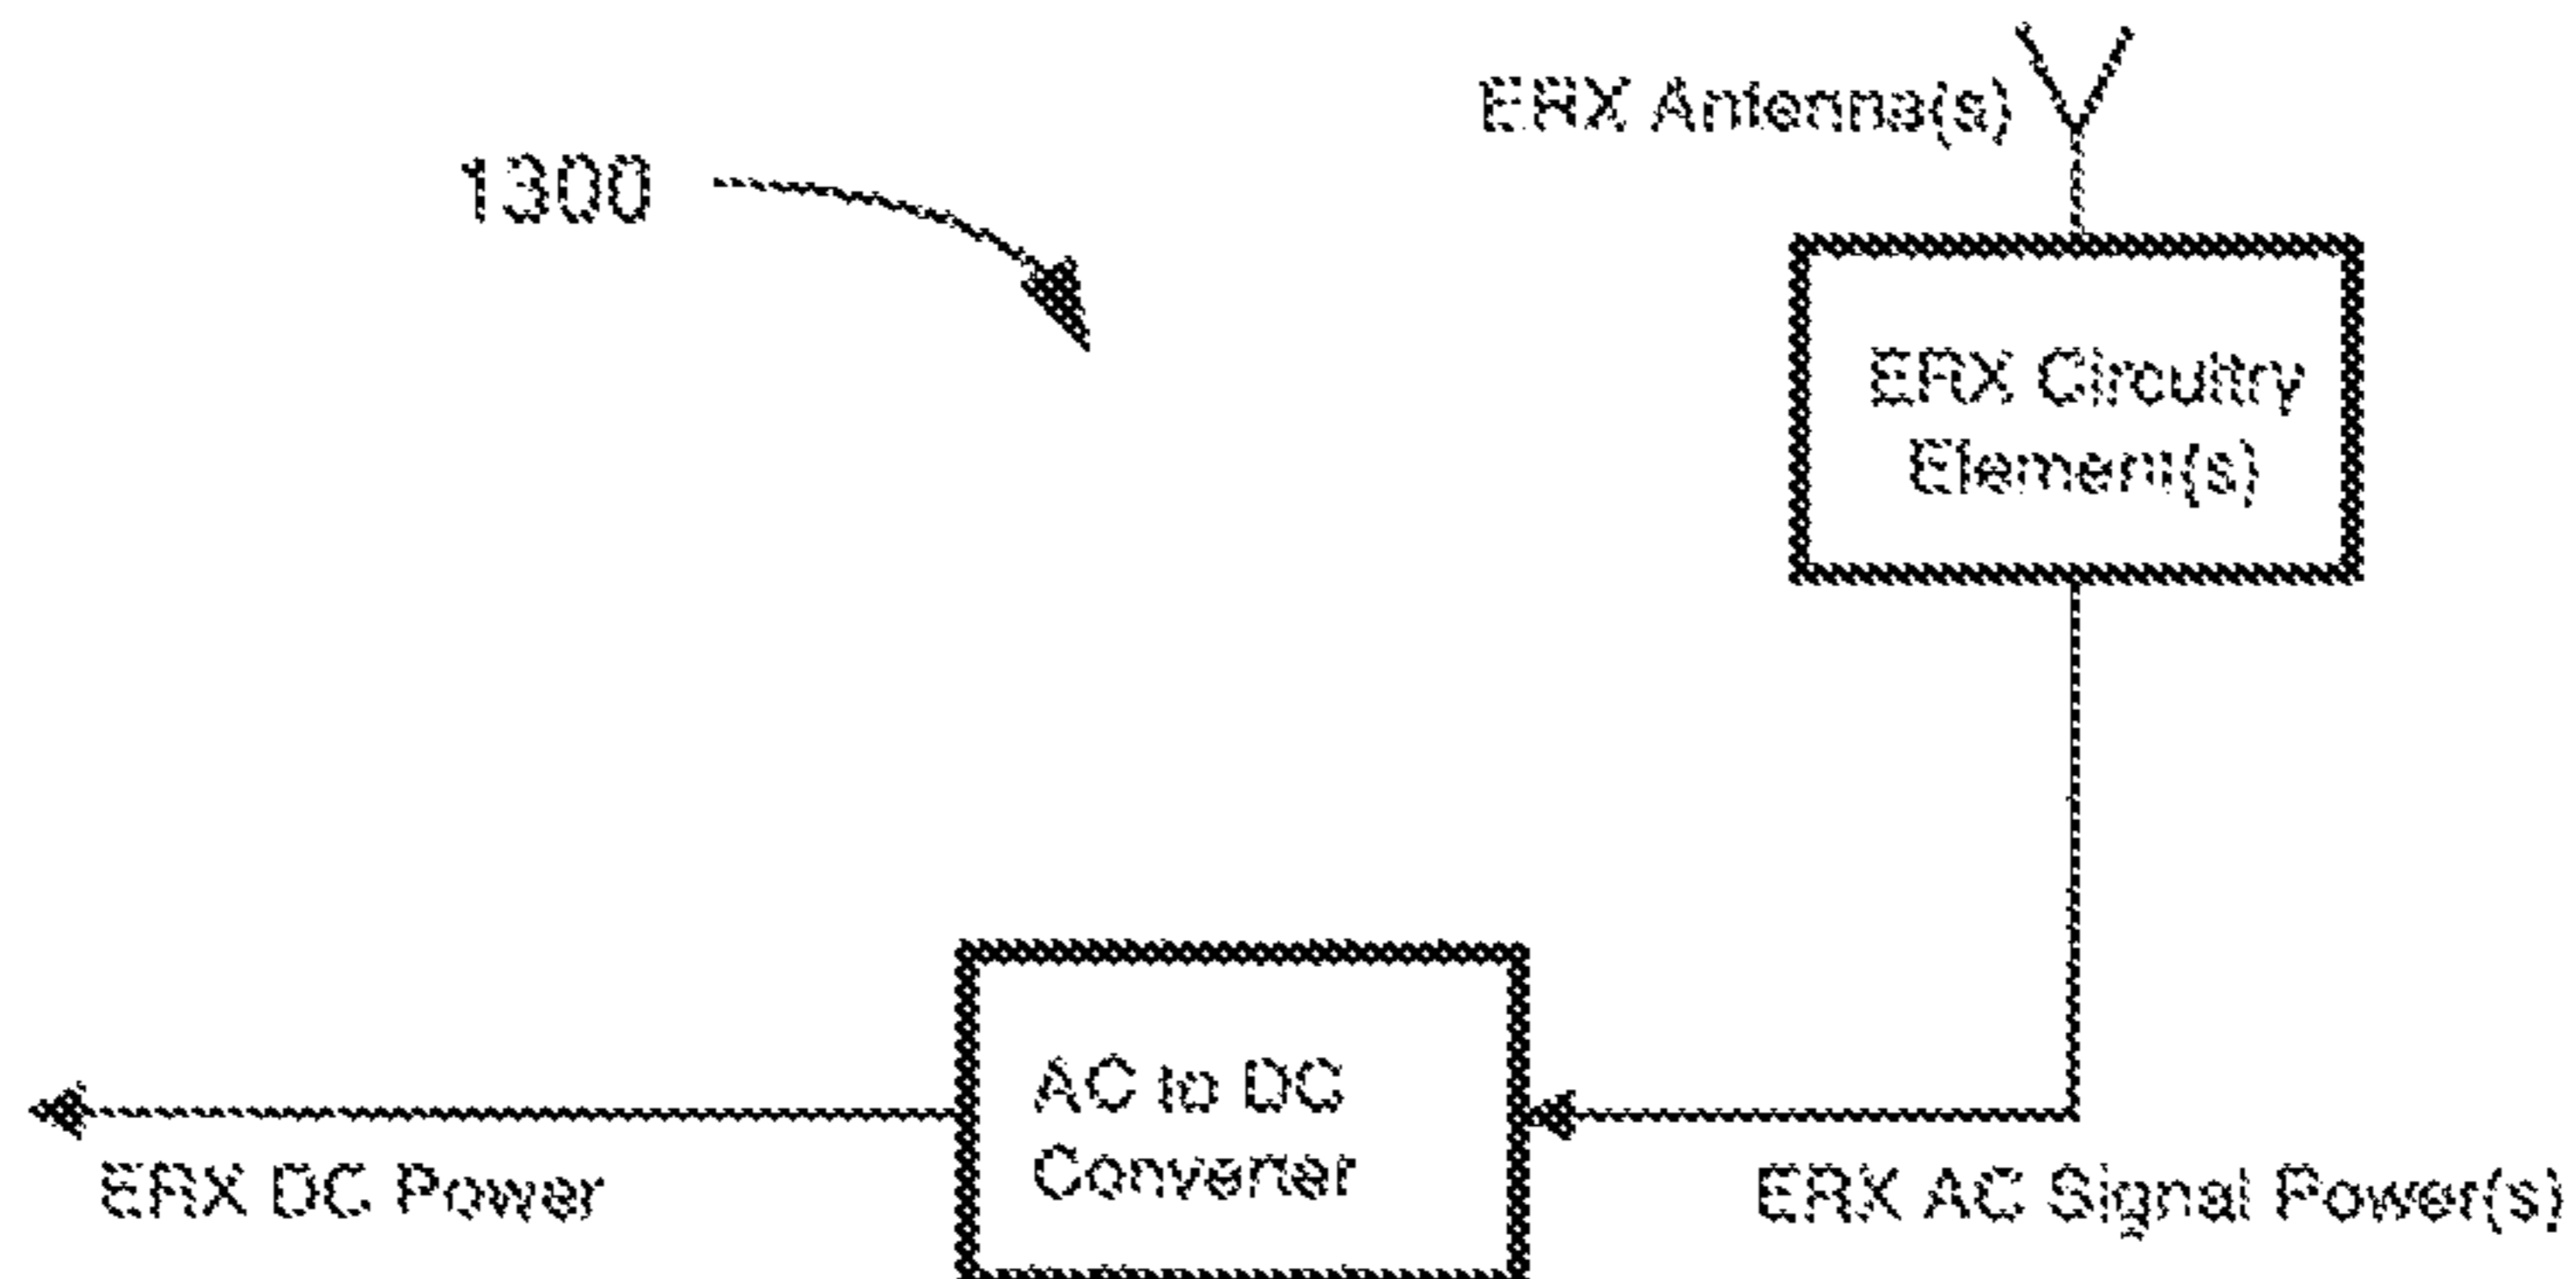 ERX Antenna(s)
1300
ERX Circuitry
Element(s)
AC to DC
Converter
ERX DC Power
ERX AC Signal Power(s)